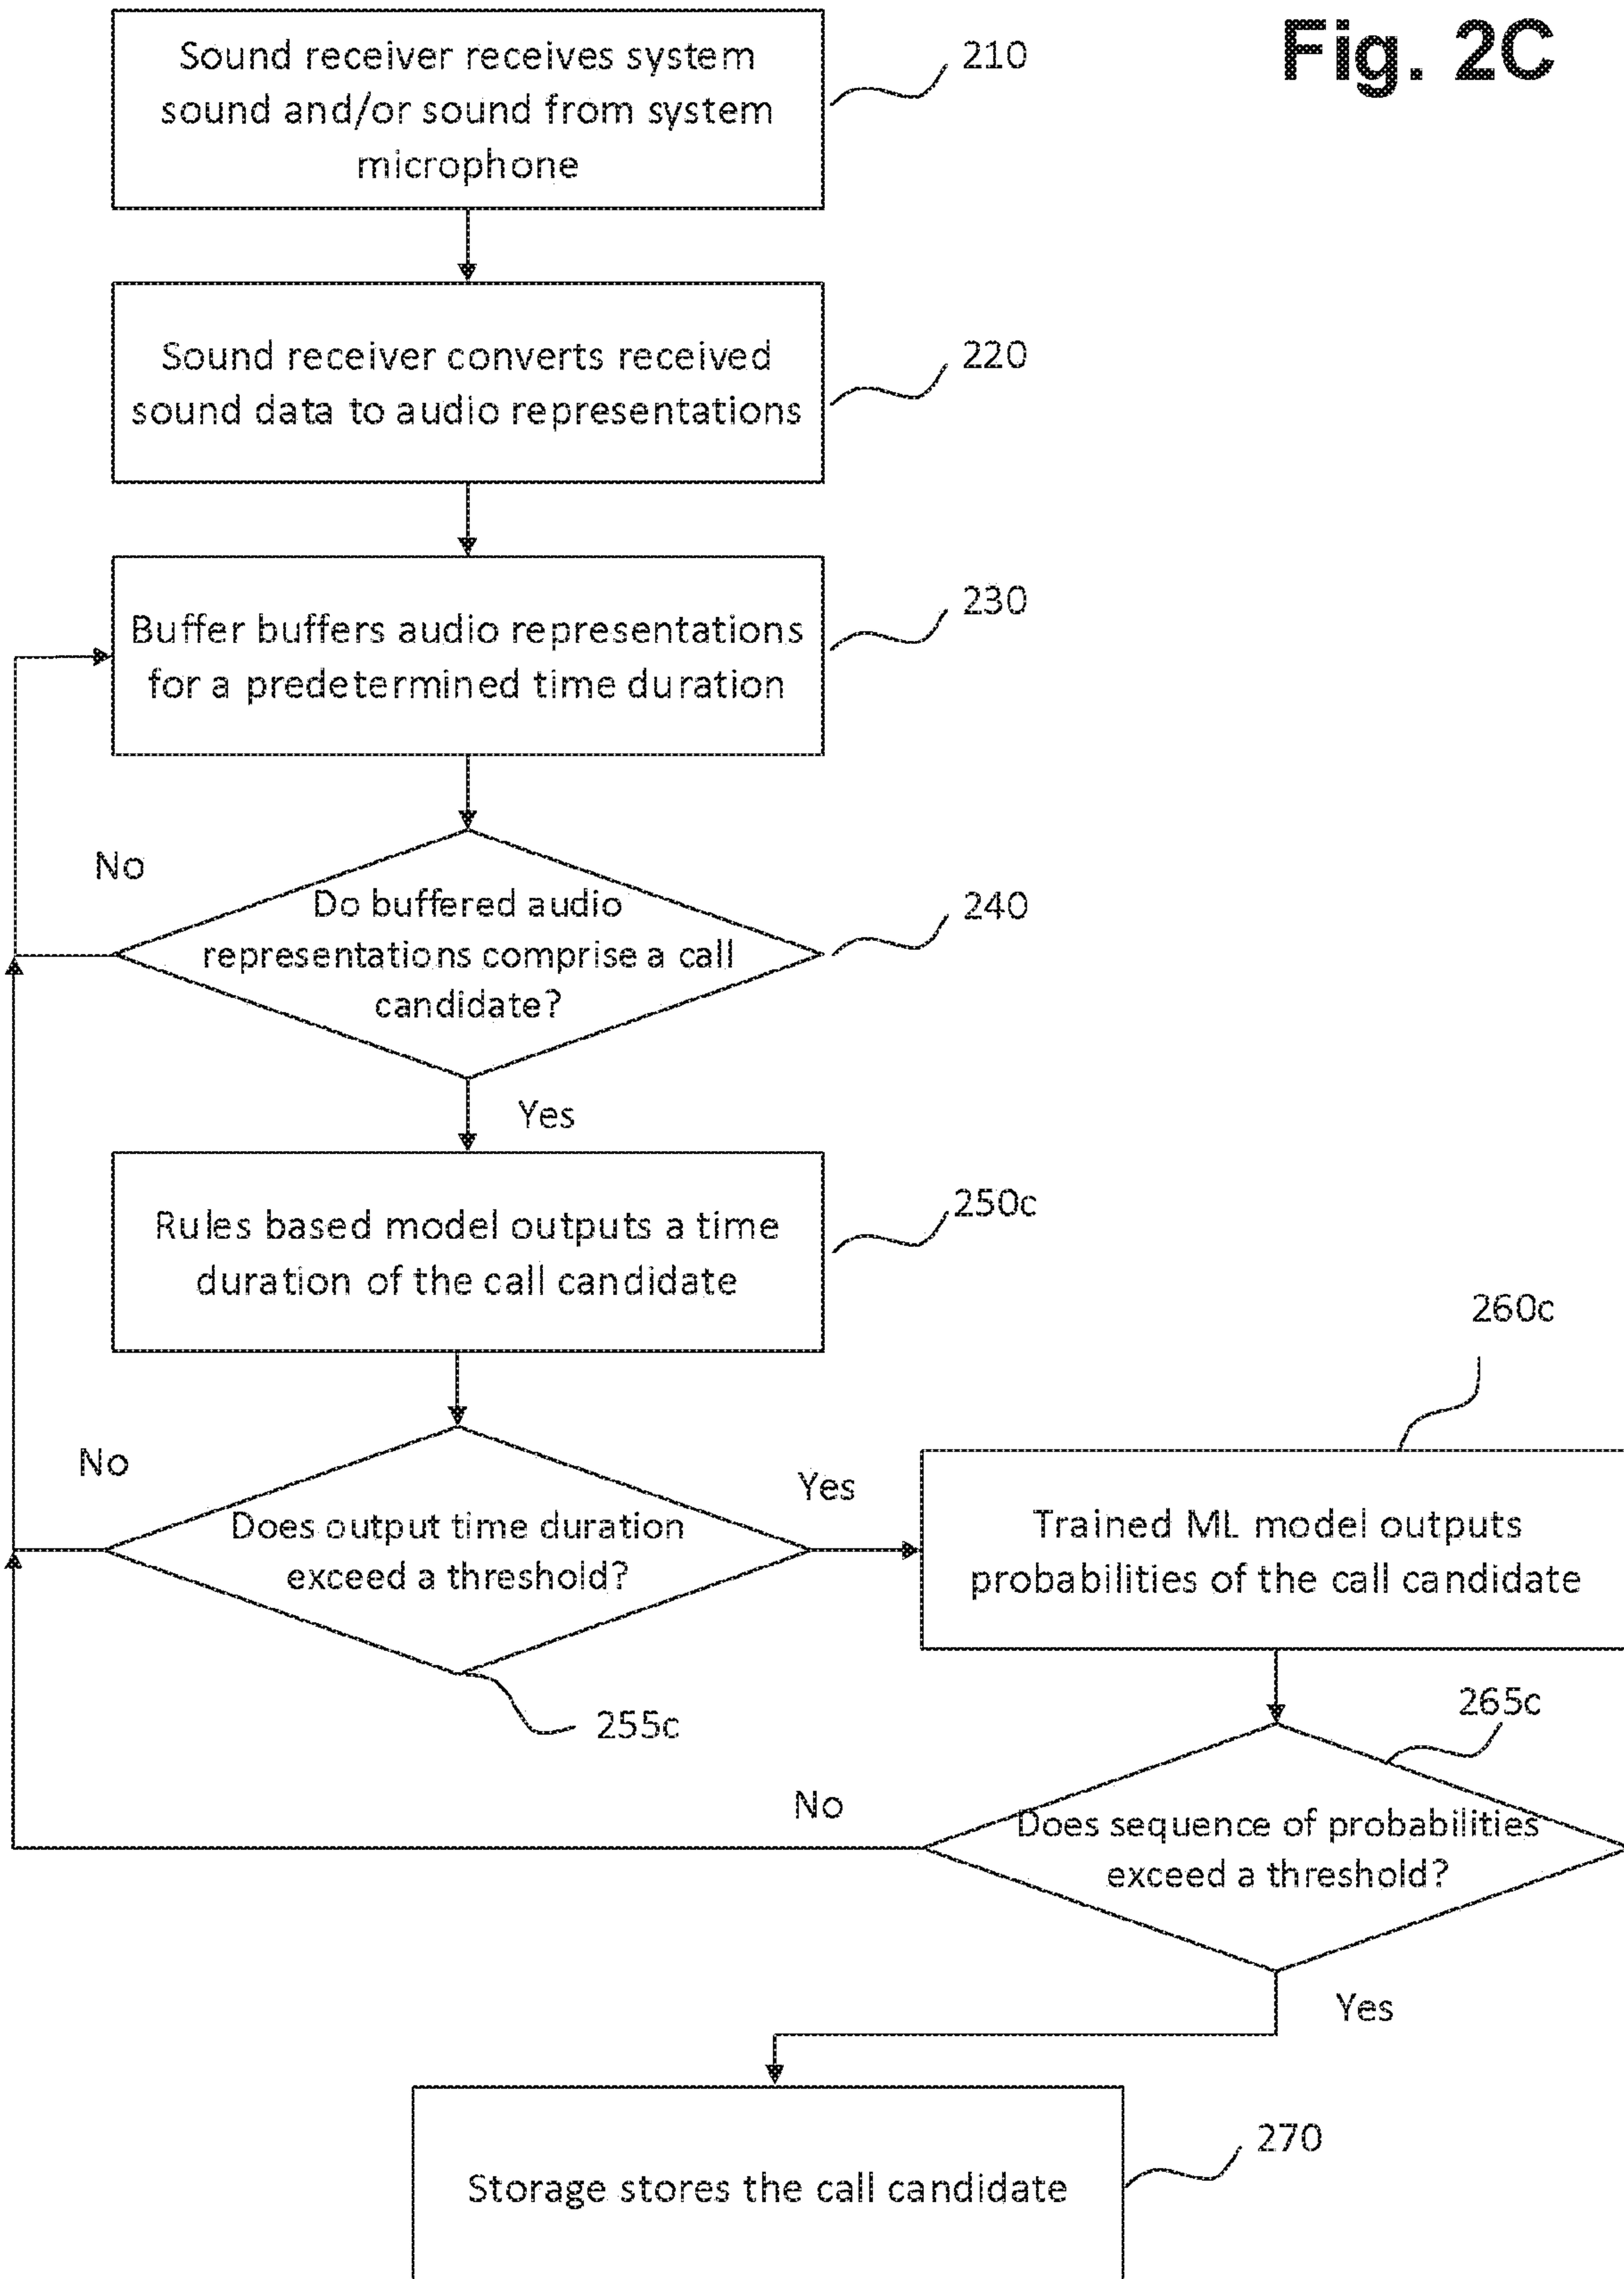 Fig. 2C
Sound receiver receives system
sound and/or sound from system
microphone
210
Sound receiver converts received
sound data to audio representations
220
Buffer buffers audio representations
for a predetermined time duration
230
No
Do buffered audio
representations comprise a call
candidate?
240
Yes
Rules based model outputs a time
duration of the call candidate
250c
No
Does output time duration
exceed a threshold?
Yes
255c
260c
Trained ML model outputs
probabilities of the call candidate
265c
No
Does sequence of probabilities
exceed a threshold?
Yes
Storage stores the call candidate
270